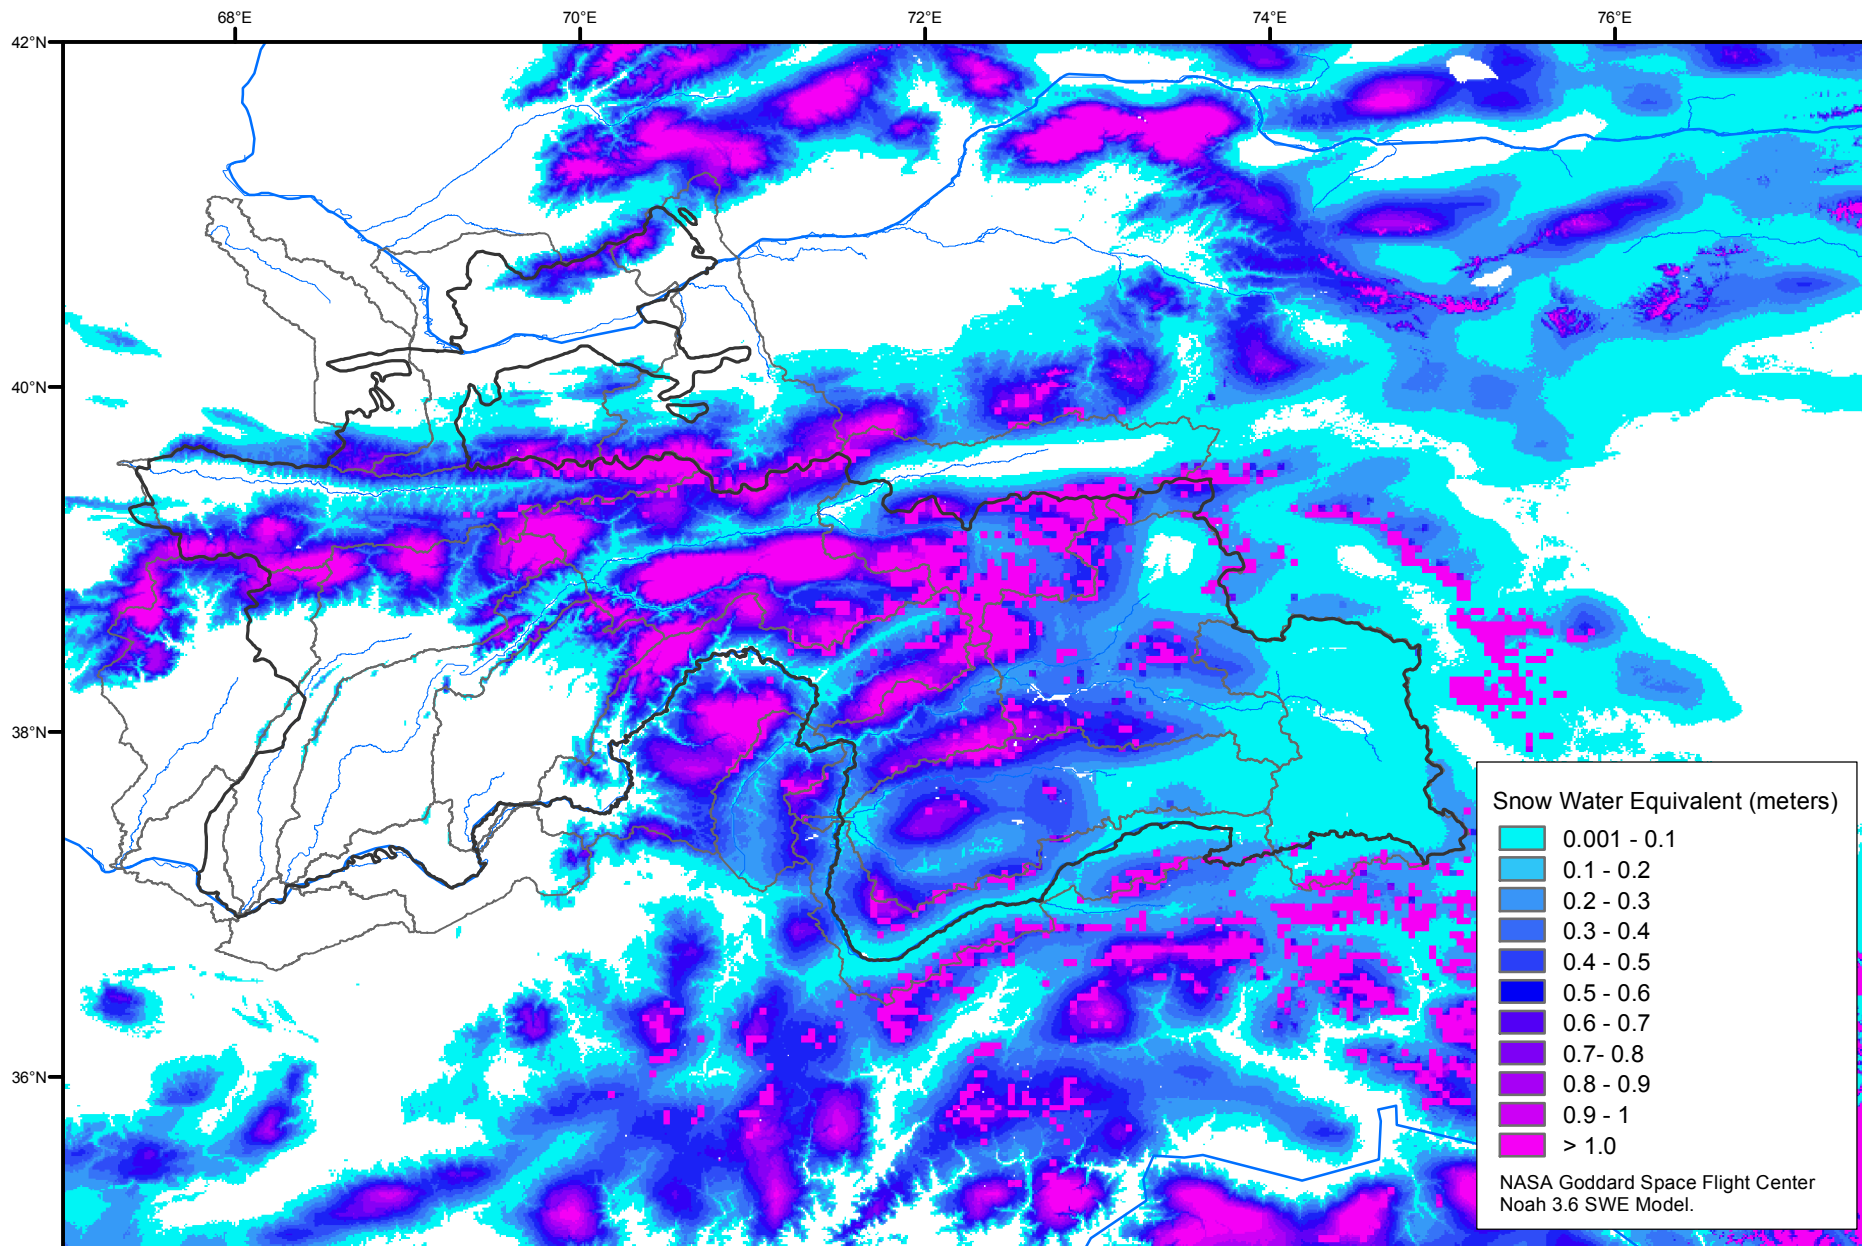 68°E
70°E
72°E
74°E
76°E
42°N
40°N
38°N
36°N
Snow Water Equivalent (meters)
0.001 - 0.1
0.1 - 0.2
0.2 - 0.3
0.3 - 0.4
0.4 - 0.5
0.5 - 0.6
0.6 - 0.7
0.7- 0.8
0.8 - 0.9
0.9 - 1
> 1.0
NASA Goddard Space Flight Center
Noah 3.6 SWE Model.